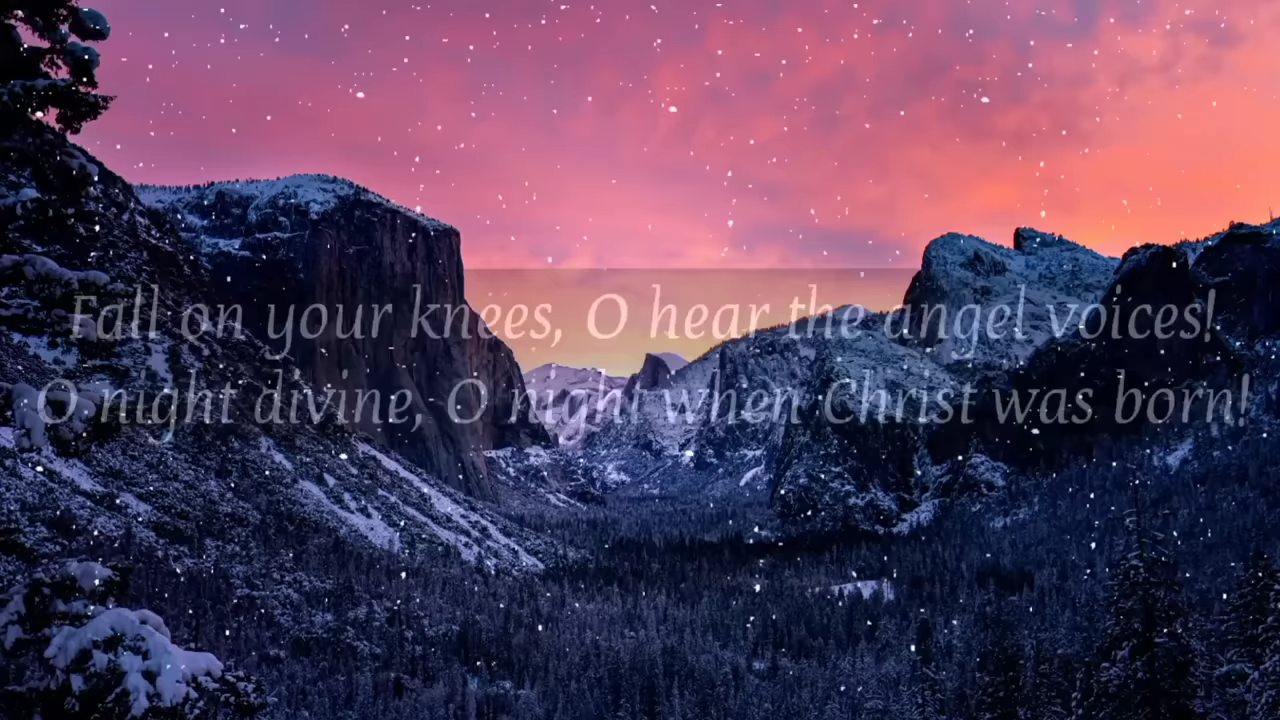 Fall on your knees, O hear the angel voices!
O night divine, O night when Christ was born!